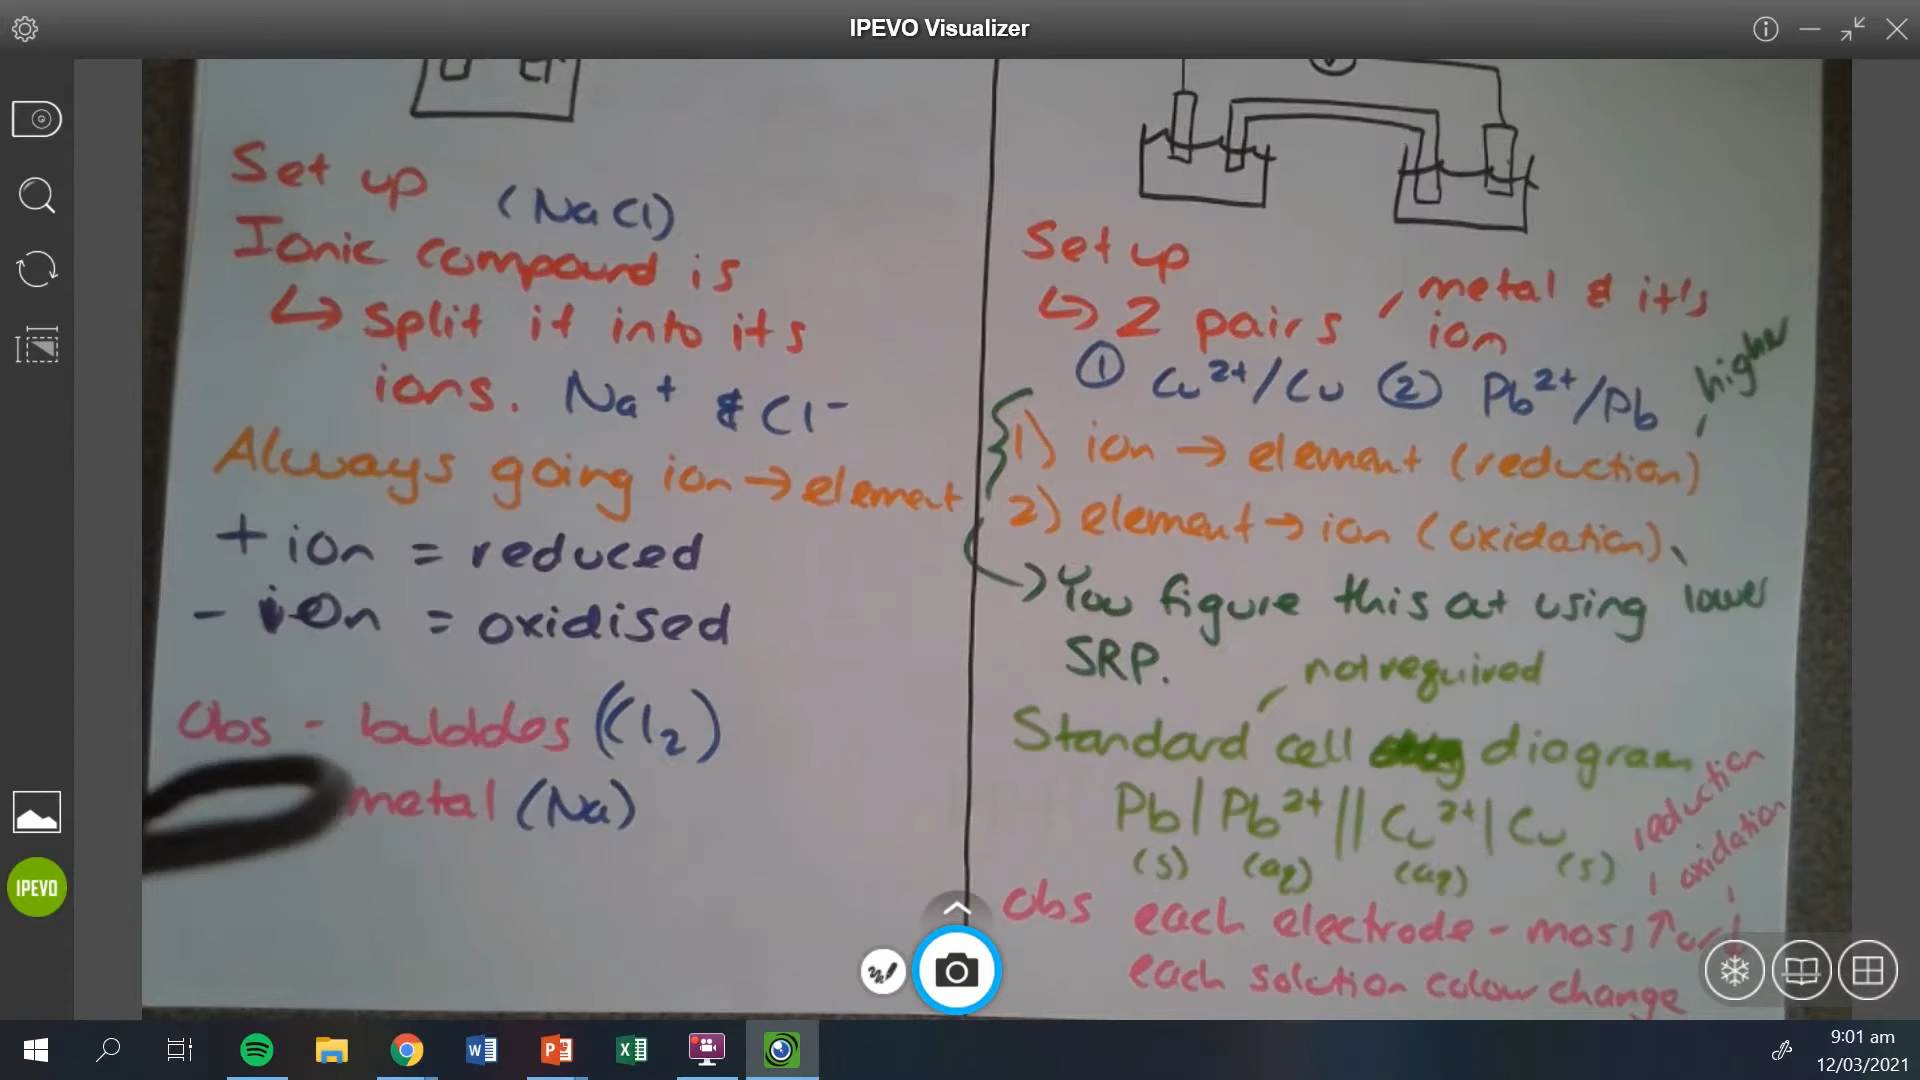 IPEVO Visualizer
Set up
(NaCl)
Ionic compound is
↳ split it into its
ions. Na⁺ & Cl⁻
Always going ion → element
+ ion = reduced
- ion = oxidised
Obs - bubbles (Cl₂)
metal (Na)
Set up
↳ 2 pairs
metal & it's
ion
① Cu²⁺/Cu ② Pb²⁺/Pb
higher
1) ion → element (reduction)
2) element → ion (oxidation)
lower
→ You figure this out using
SRP.
not required
Standard cell diagram
Pb | Pb²⁺ || Cu²⁺ | Cu
(s) (aq) (aq) (s)
reduction
oxidation
Obs each electrode - mass ↑ or
each solution colour change
IPEVO
9:01 am
12/03/2021